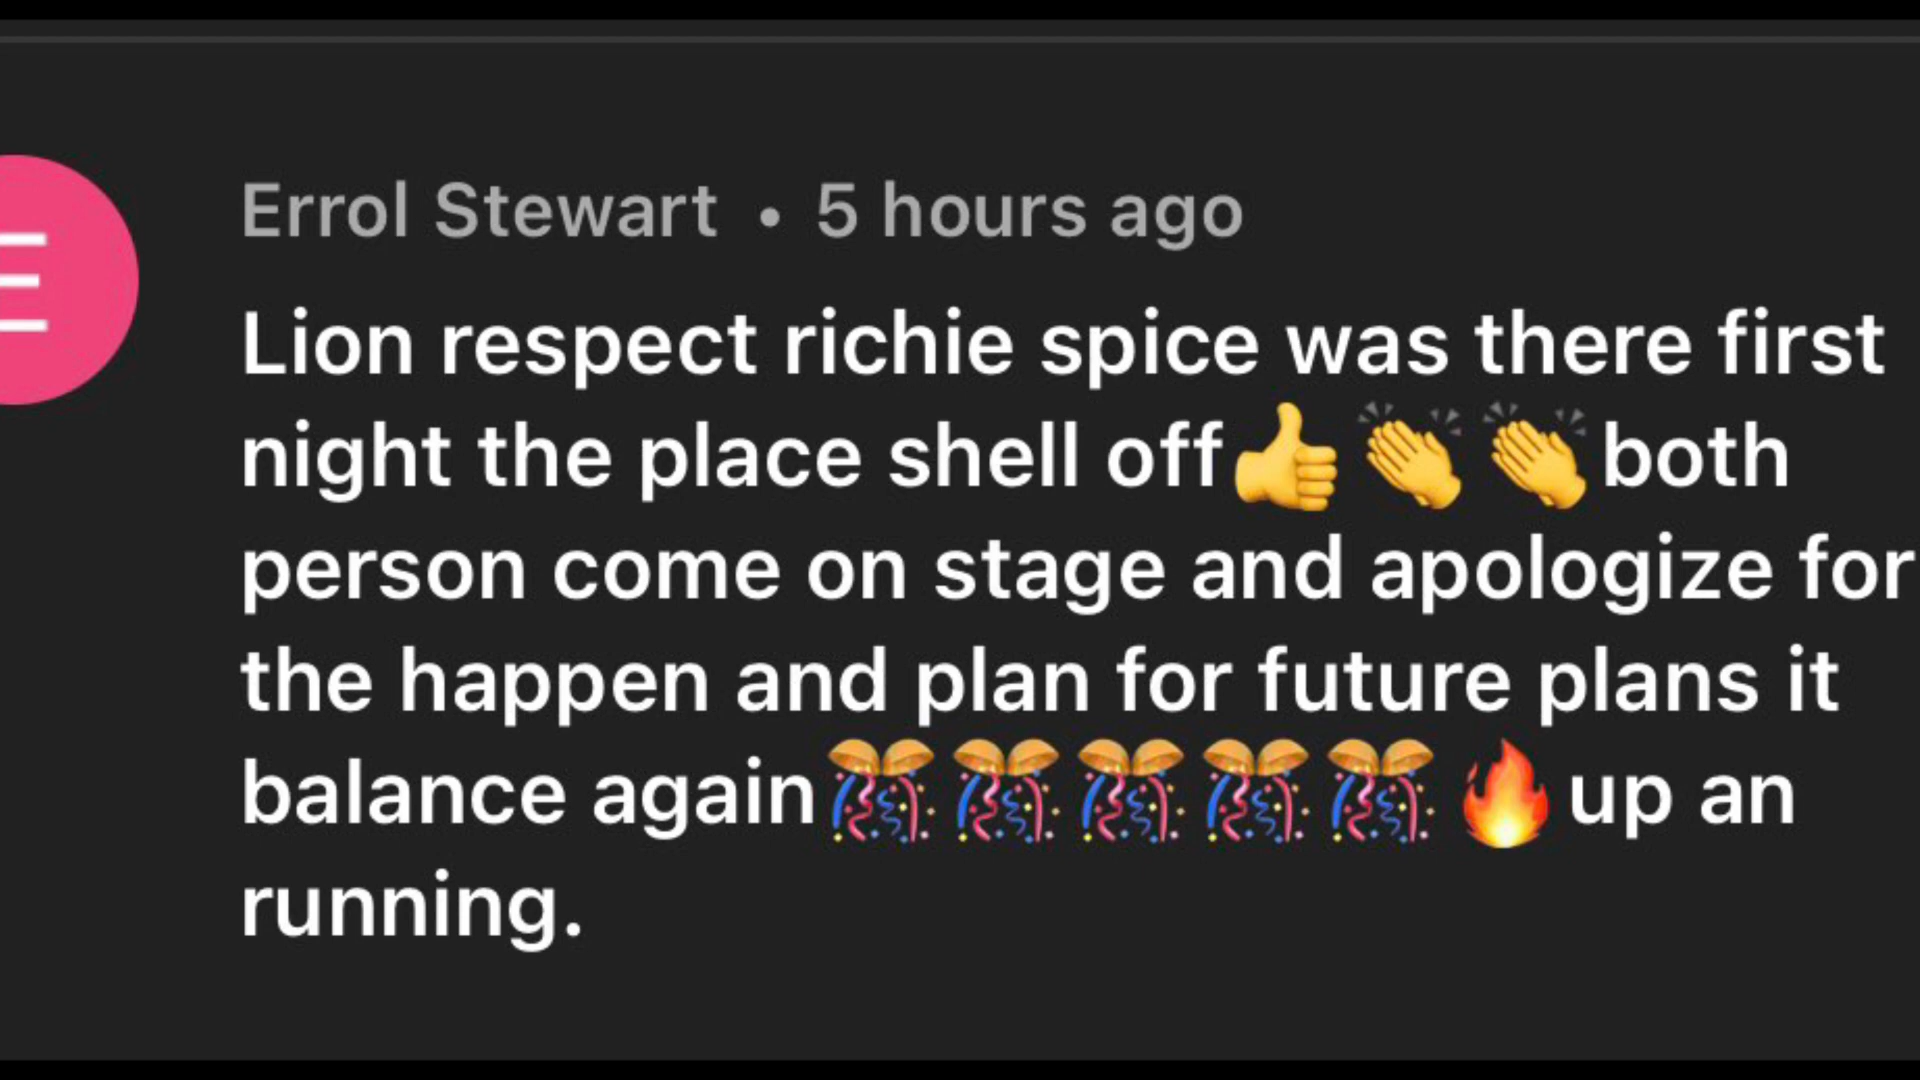 E
Errol Stewart • 5 hours ago
Lion respect richie spice was there first
night the place shell off👍👏👏both
person come on stage and apologize for
the happen and plan for future plans it
balance again🎊🎊🎊🎊🎊🔥up an
running.